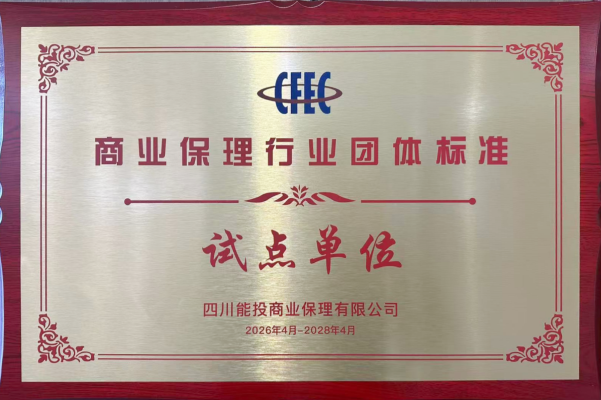 CFEC
商业保理行业团体标准
试点单位
四川能投商业保理有限公司
2026年4月-2028年4月